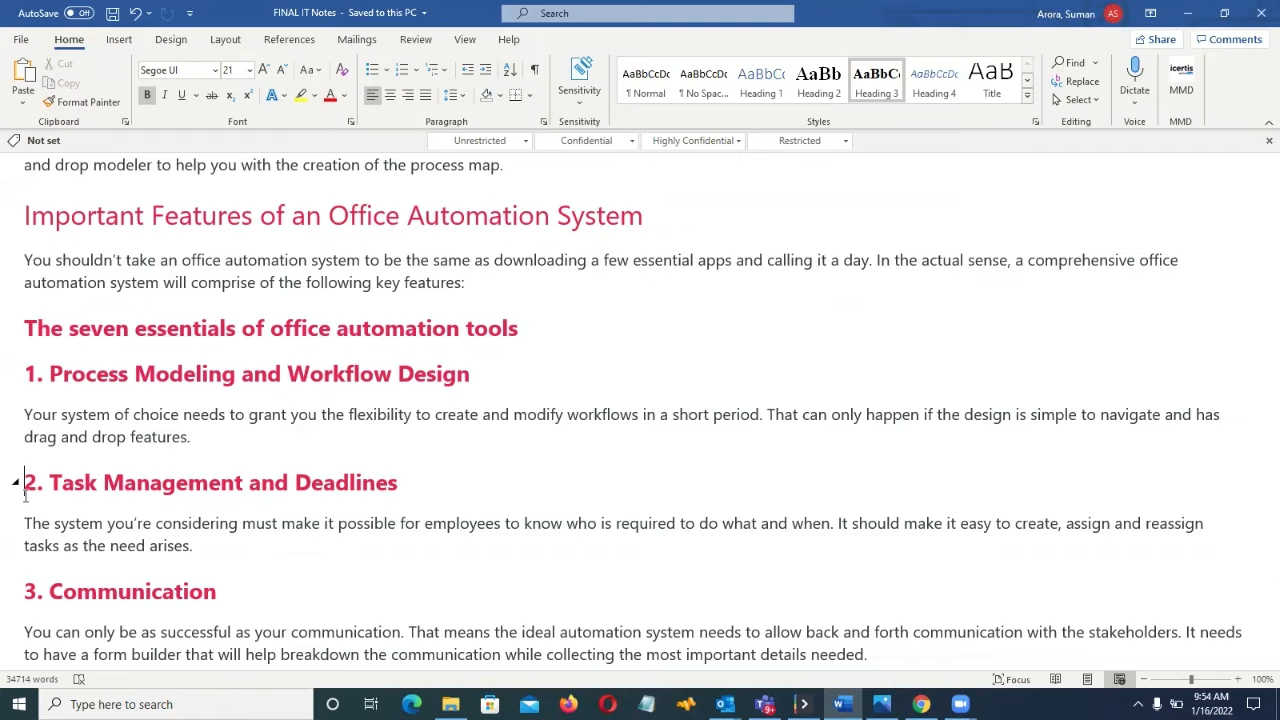 AutoSave Off FINAL IT Notes - Saved to this PC Search Arora, Suman AS
File Home Insert Design Layout References Mailings Review View Help Share Comments
Paste Cut Copy Format Painter
Segoe UI 21 Aa
B I U ab x₂ x² A A
Sensitivity
AaBbCcDc AaBbCcDc AaBbCc AaBb AaBbCc AaBbCcDc AaB
¶ Normal ¶ No Spac... Heading 1 Heading 2 Heading 3 Heading 4 Title
Find Replace Select
Dictate
icertis MMD
Clipboard Font Paragraph Sensitivity Styles Editing Voice MMD
Not set Unrestricted Confidential Highly Confidential Restricted
and drop modeler to help you with the creation of the process map.
Important Features of an Office Automation System
You shouldn't take an office automation system to be the same as downloading a few essential apps and calling it a day. In the actual sense, a comprehensive office
automation system will comprise of the following key features:
The seven essentials of office automation tools
1. Process Modeling and Workflow Design
Your system of choice needs to grant you the flexibility to create and modify workflows in a short period. That can only happen if the design is simple to navigate and has
drag and drop features.
2. Task Management and Deadlines
The system you're considering must make it possible for employees to know who is required to do what and when. It should make it easy to create, assign and reassign
tasks as the need arises.
3. Communication
You can only be as successful as your communication. That means the ideal automation system needs to allow back and forth communication with the stakeholders. It needs
to have a form builder that will help breakdown the communication while collecting the most important details needed.
34714 words Focus 100%
Type here to search 9+ 9:54 AM
1/16/2022